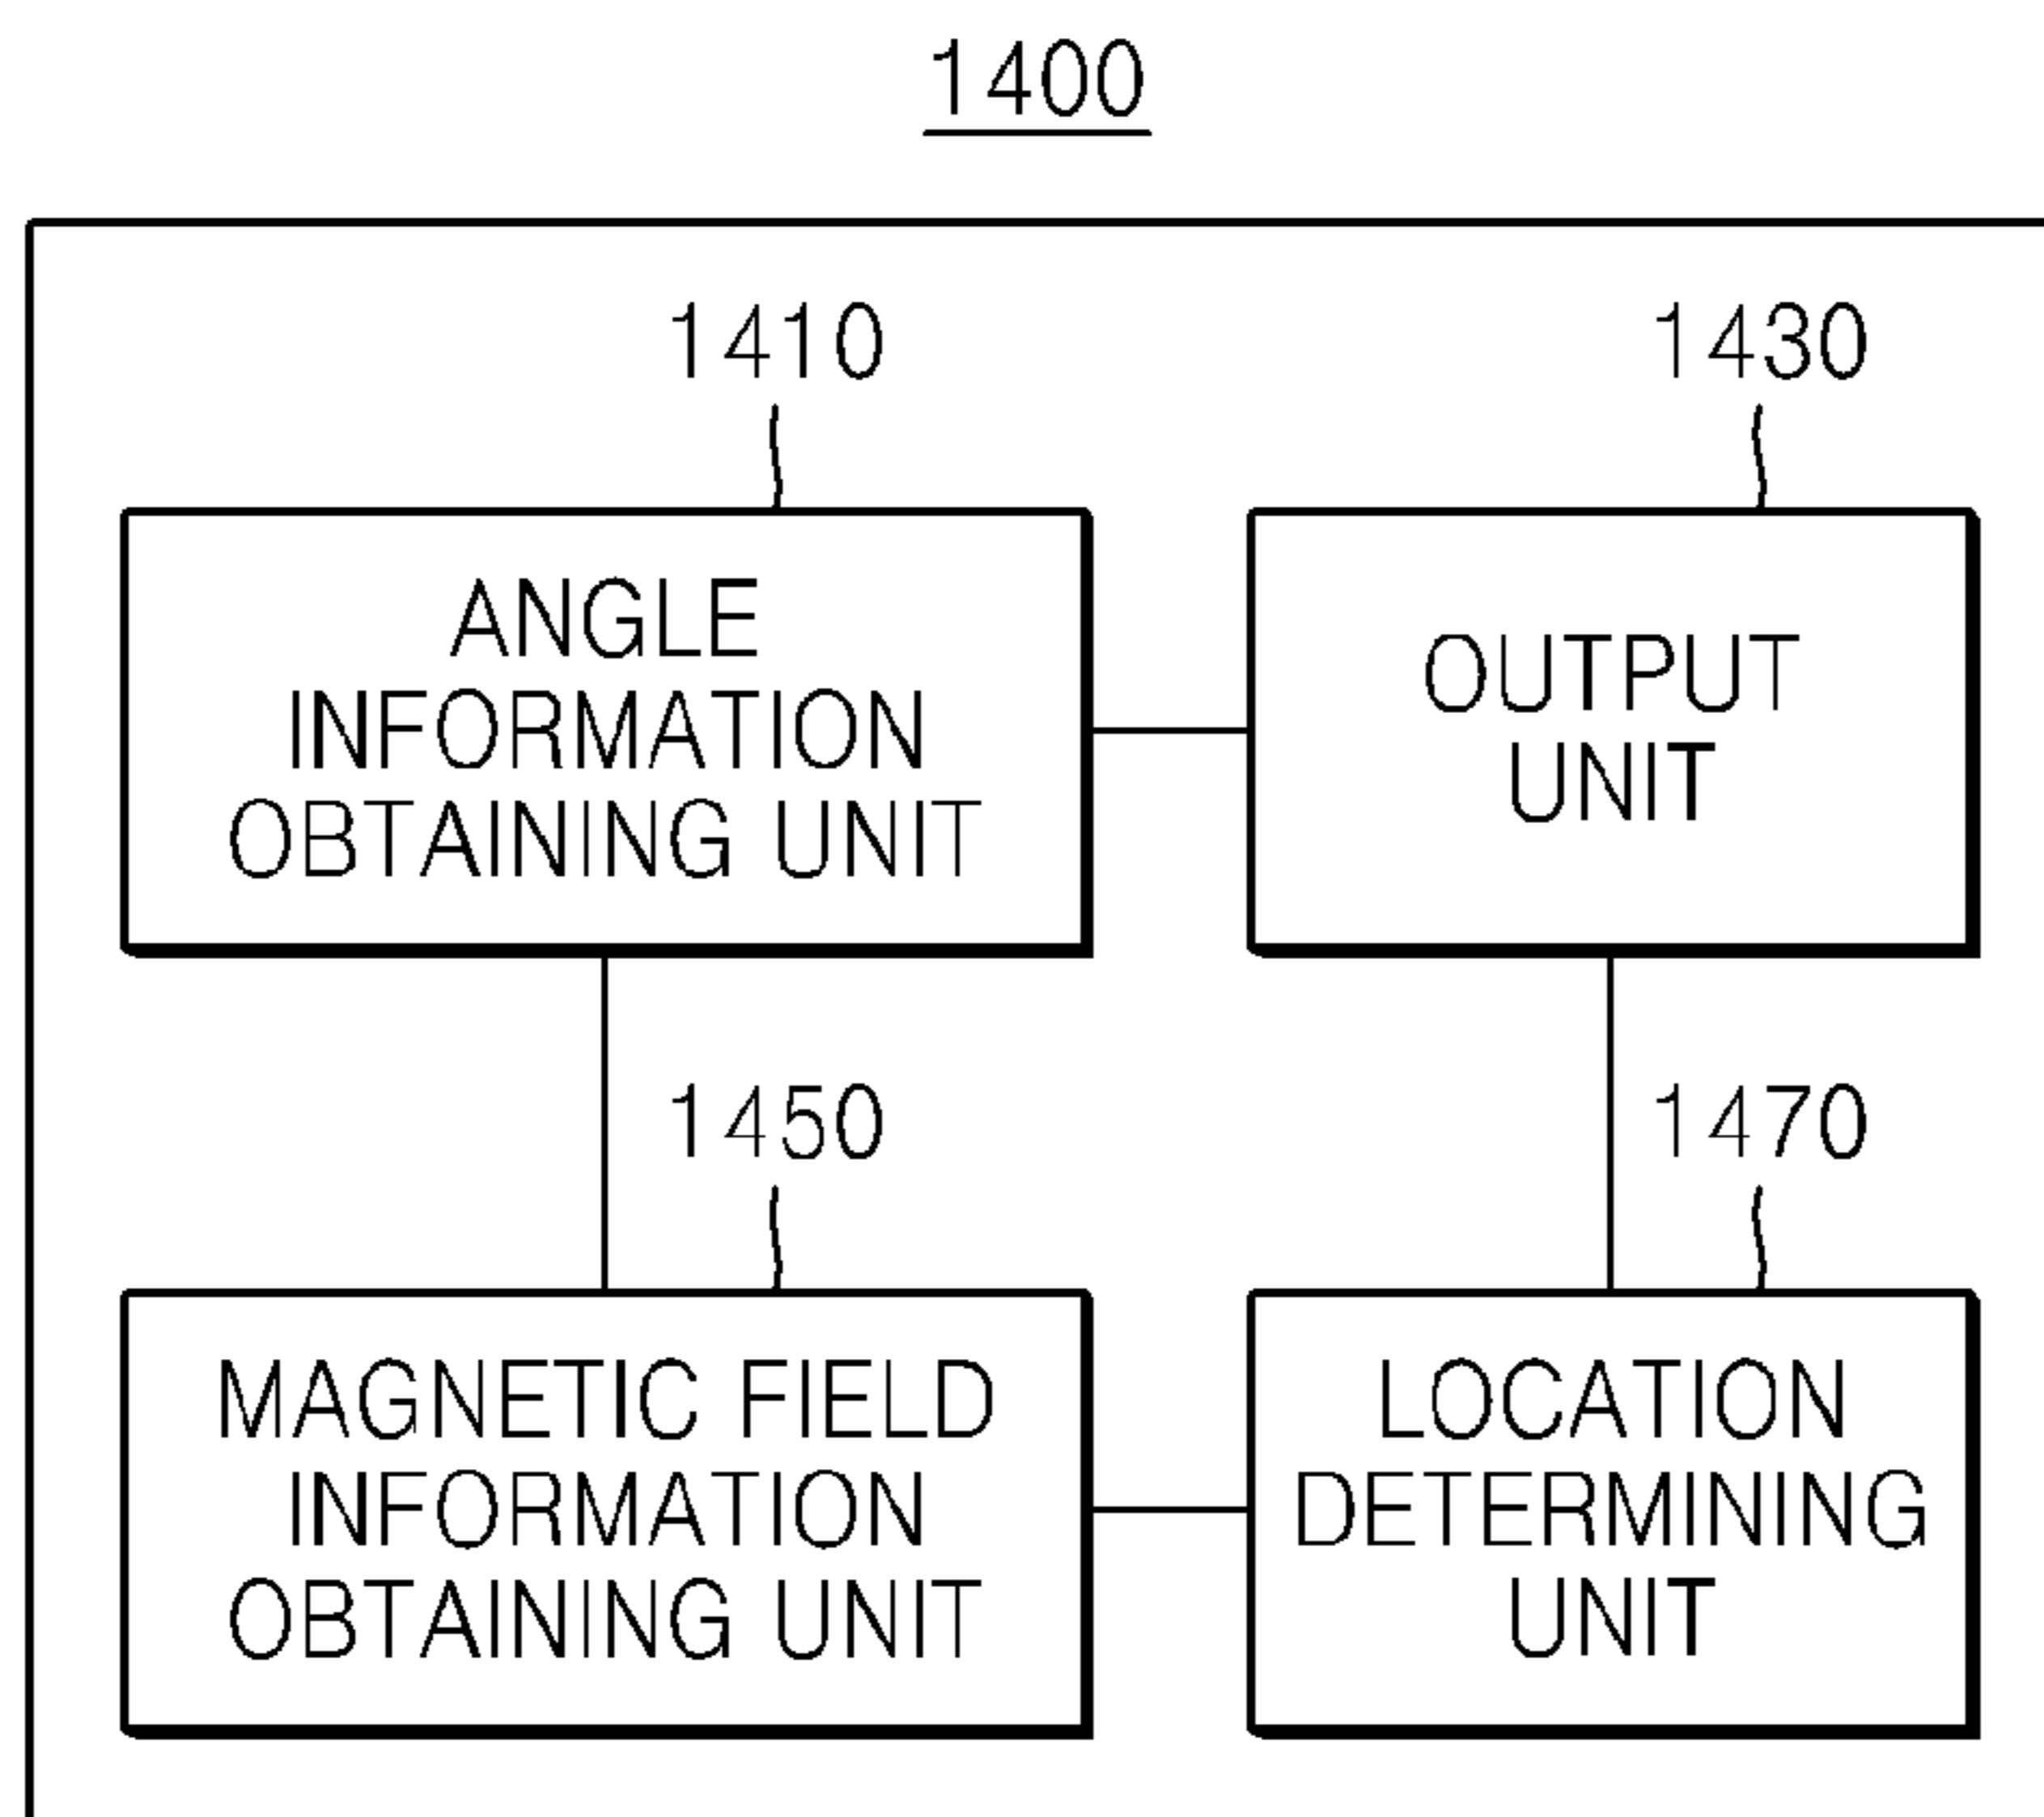 1400
1410
1430
ANGLE
INFORMATION
OBTAINING UNIT
OUTPUT
UNIT
1450
1470
MAGNETIC FIELD
INFORMATION
OBTAINING UNIT
LOCATION
DETERMINING
UNIT